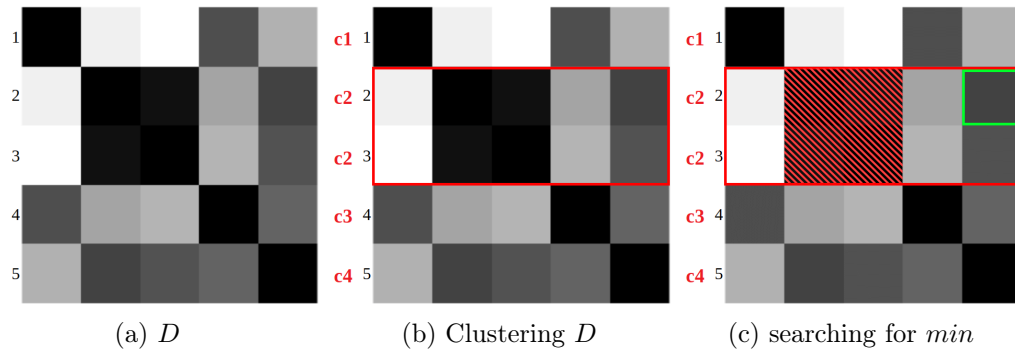 1
2
3
4
5
c1 1
c2 2
c2 3
c3 4
c4 5
c1 1
c2 2
c2 3
c3 4
c4 5
(a) D
(b) Clustering D
(c) searching for min